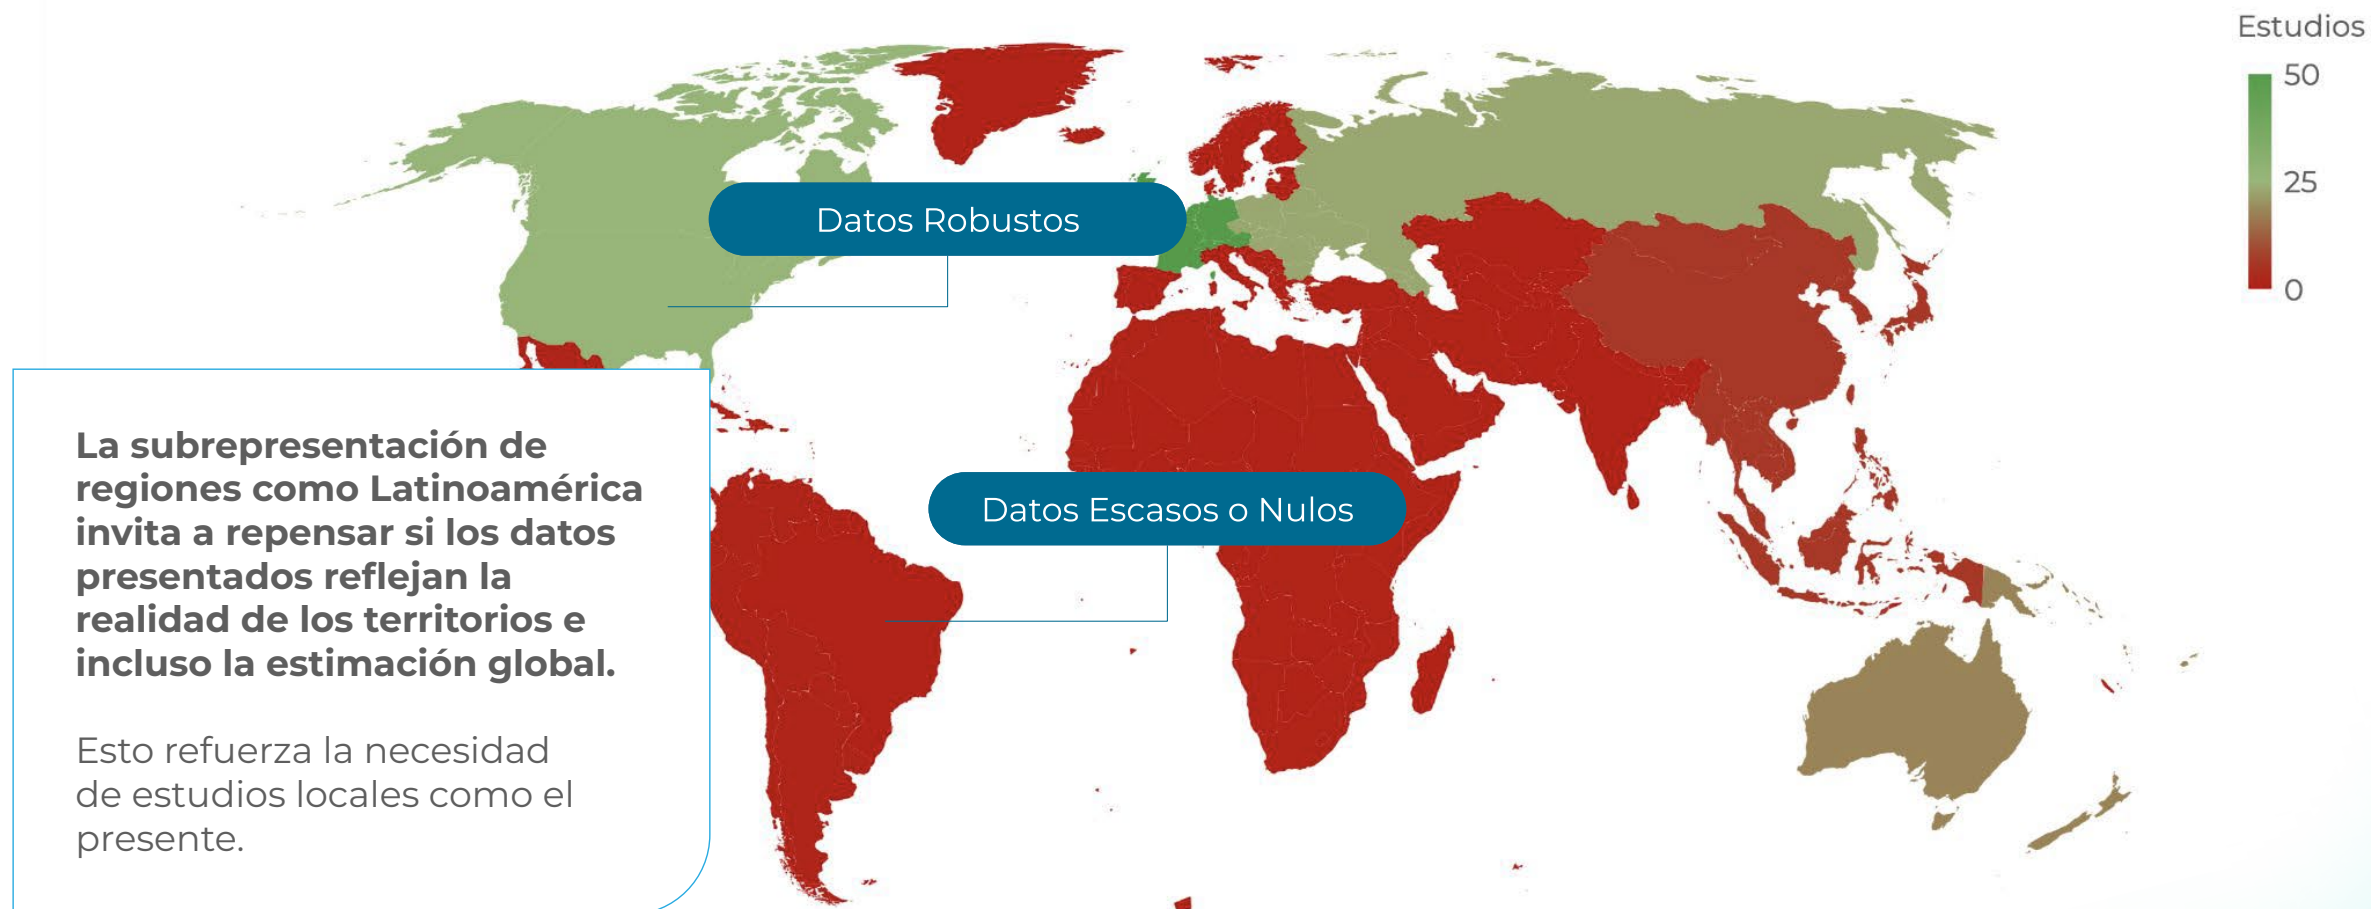 Estudios
50
25
0
Datos Robustos
Datos Escasos o Nulos
La subrepresentación de
regiones como Latinoamérica
invita a repensar si los datos
presentados reflejan la
realidad de los territorios e
incluso la estimación global.
Esto refuerza la necesidad
de estudios locales como el
presente.